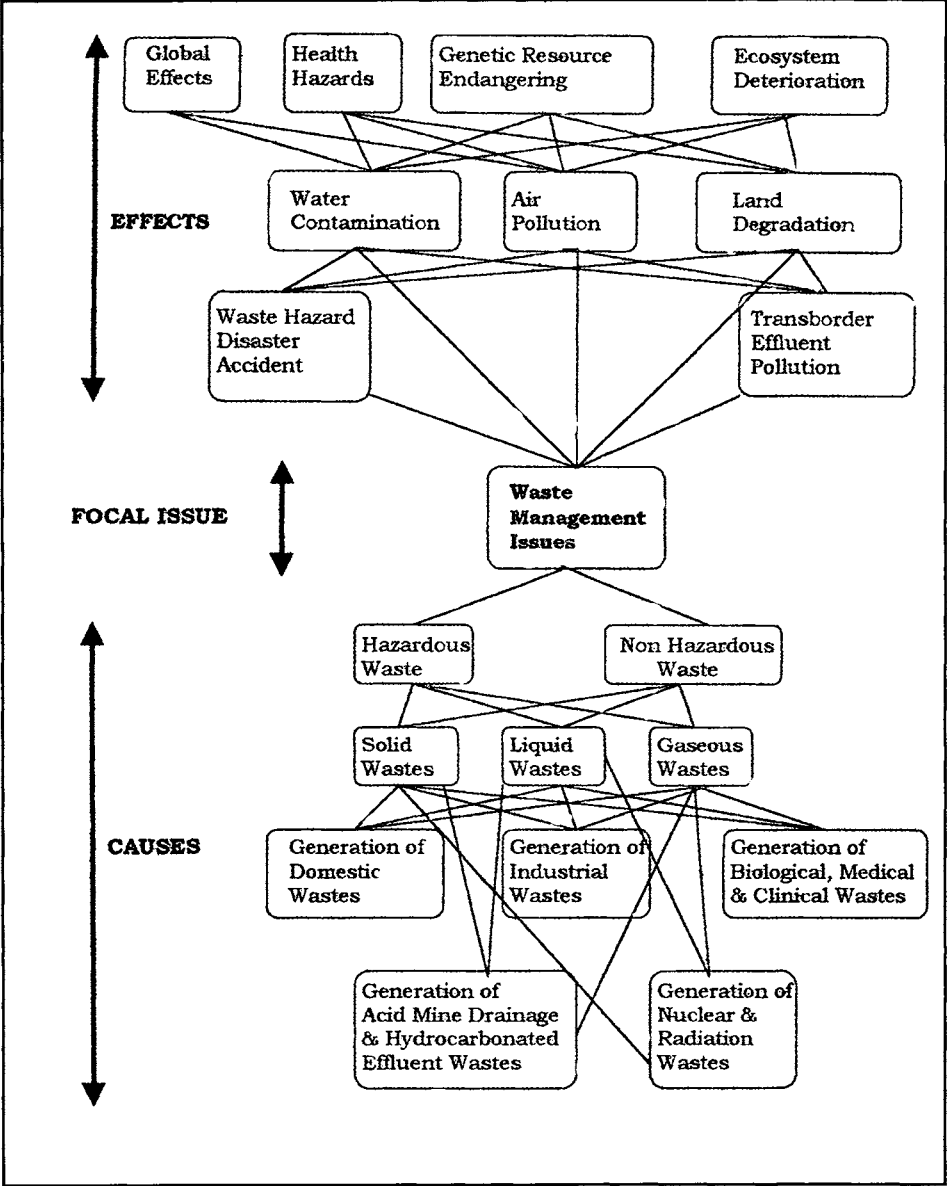 Global
Effects
Health
Hazards
Genetic Resource
Endangering
Ecosystem
Deterioration
EFFECTS
Water
Contamination
Air
Pollution
Land
Degradation
Waste Hazard
Disaster
Accident
Transborder
Effluent
Pollution
FOCAL ISSUE
Waste
Management
Issues
Hazardous
Waste
Non Hazardous
Waste
Solid
Wastes
Liquid
Wastes
Gaseous
Wastes
CAUSES
Generation of
Domestic
Wastes
Generation of
Industrial
Wastes
Generation of
Biological, Medical
& Clinical Wastes
Generation of
Acid Mine Drainage
& Hydrocarbonated
Effluent Wastes
Generation of
Nuclear &
Radiation
Wastes